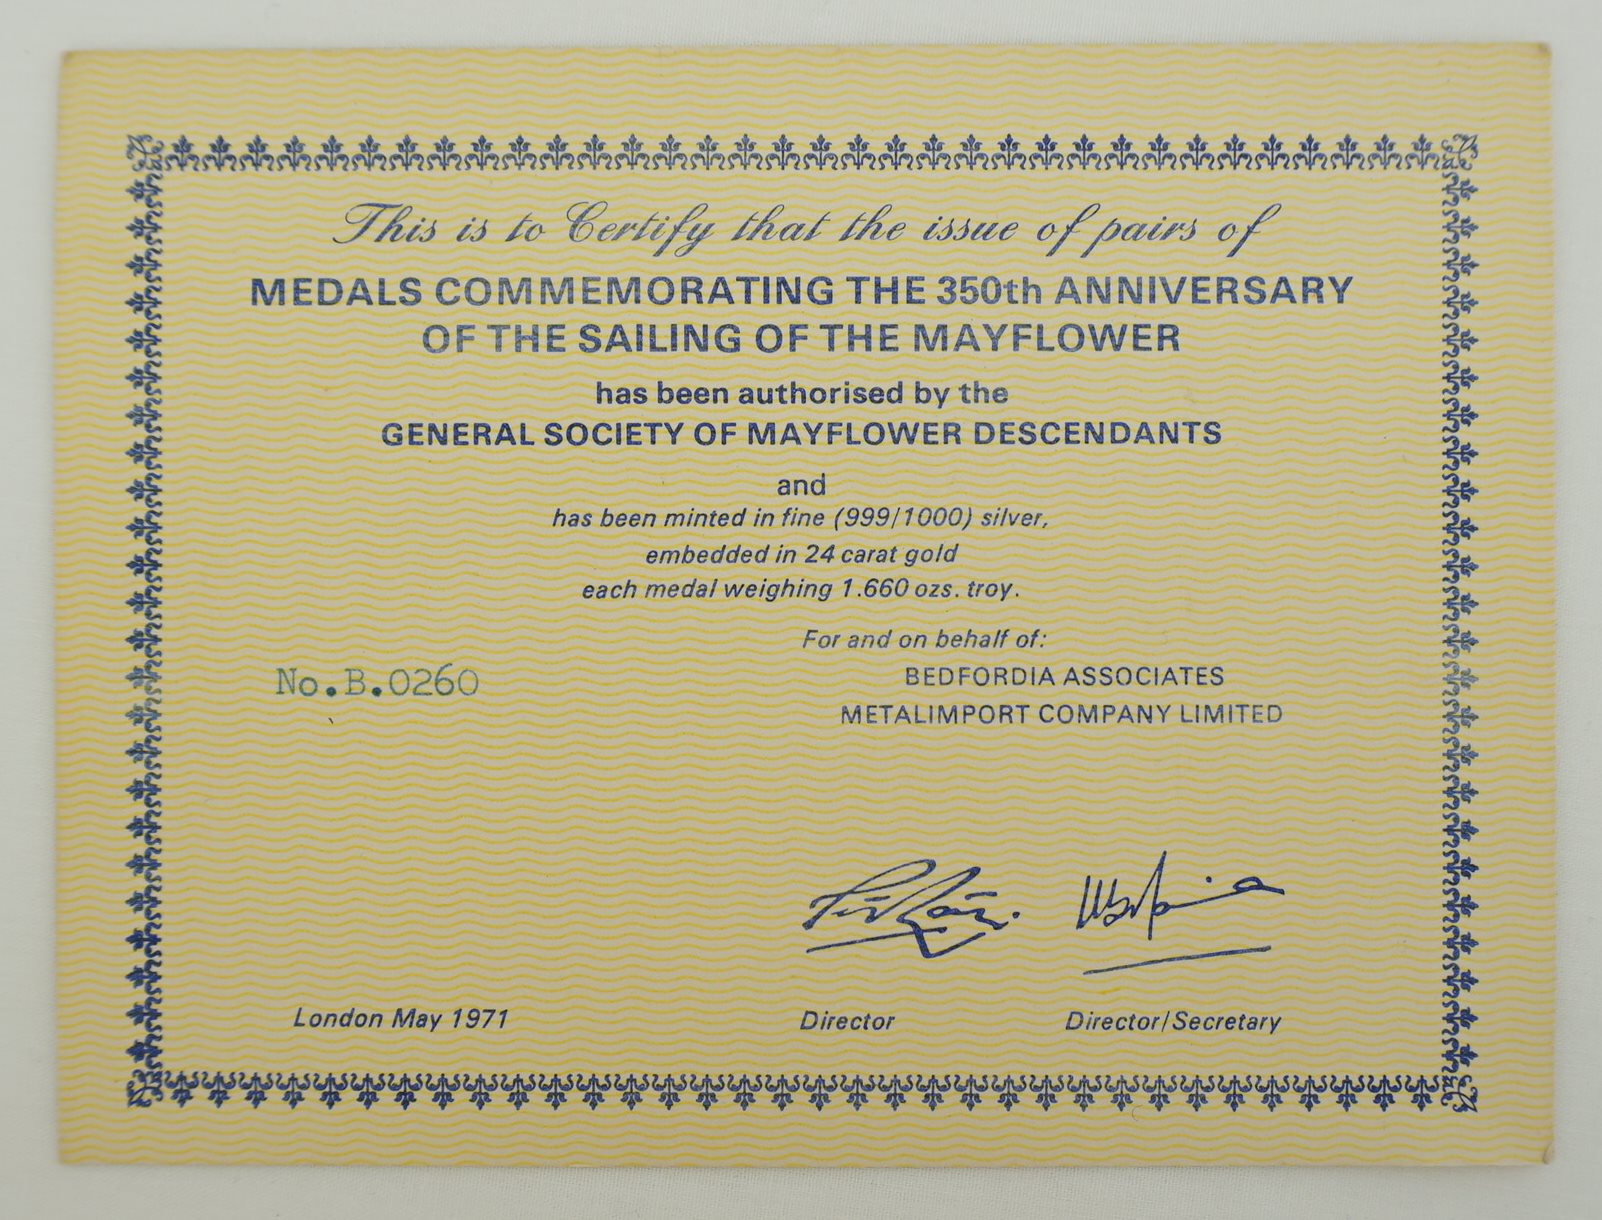 This is to Certify that the issue of pairs of
MEDALS COMMEMORATING THE 350th ANNIVERSARY
OF THE SAILING OF THE MAYFLOWER
has been authorised by the
GENERAL SOCIETY OF MAYFLOWER DESCENDANTS
and
has been minted in fine (999/1000) silver,
embedded in 24 carat gold
each medal weighing 1.660 ozs. troy.
For and on behalf of:
BEDFORDIA ASSOCIATES
METALIMPORT COMPANY LIMITED
No.B.0260
London May 1971
Director
Director/Secretary